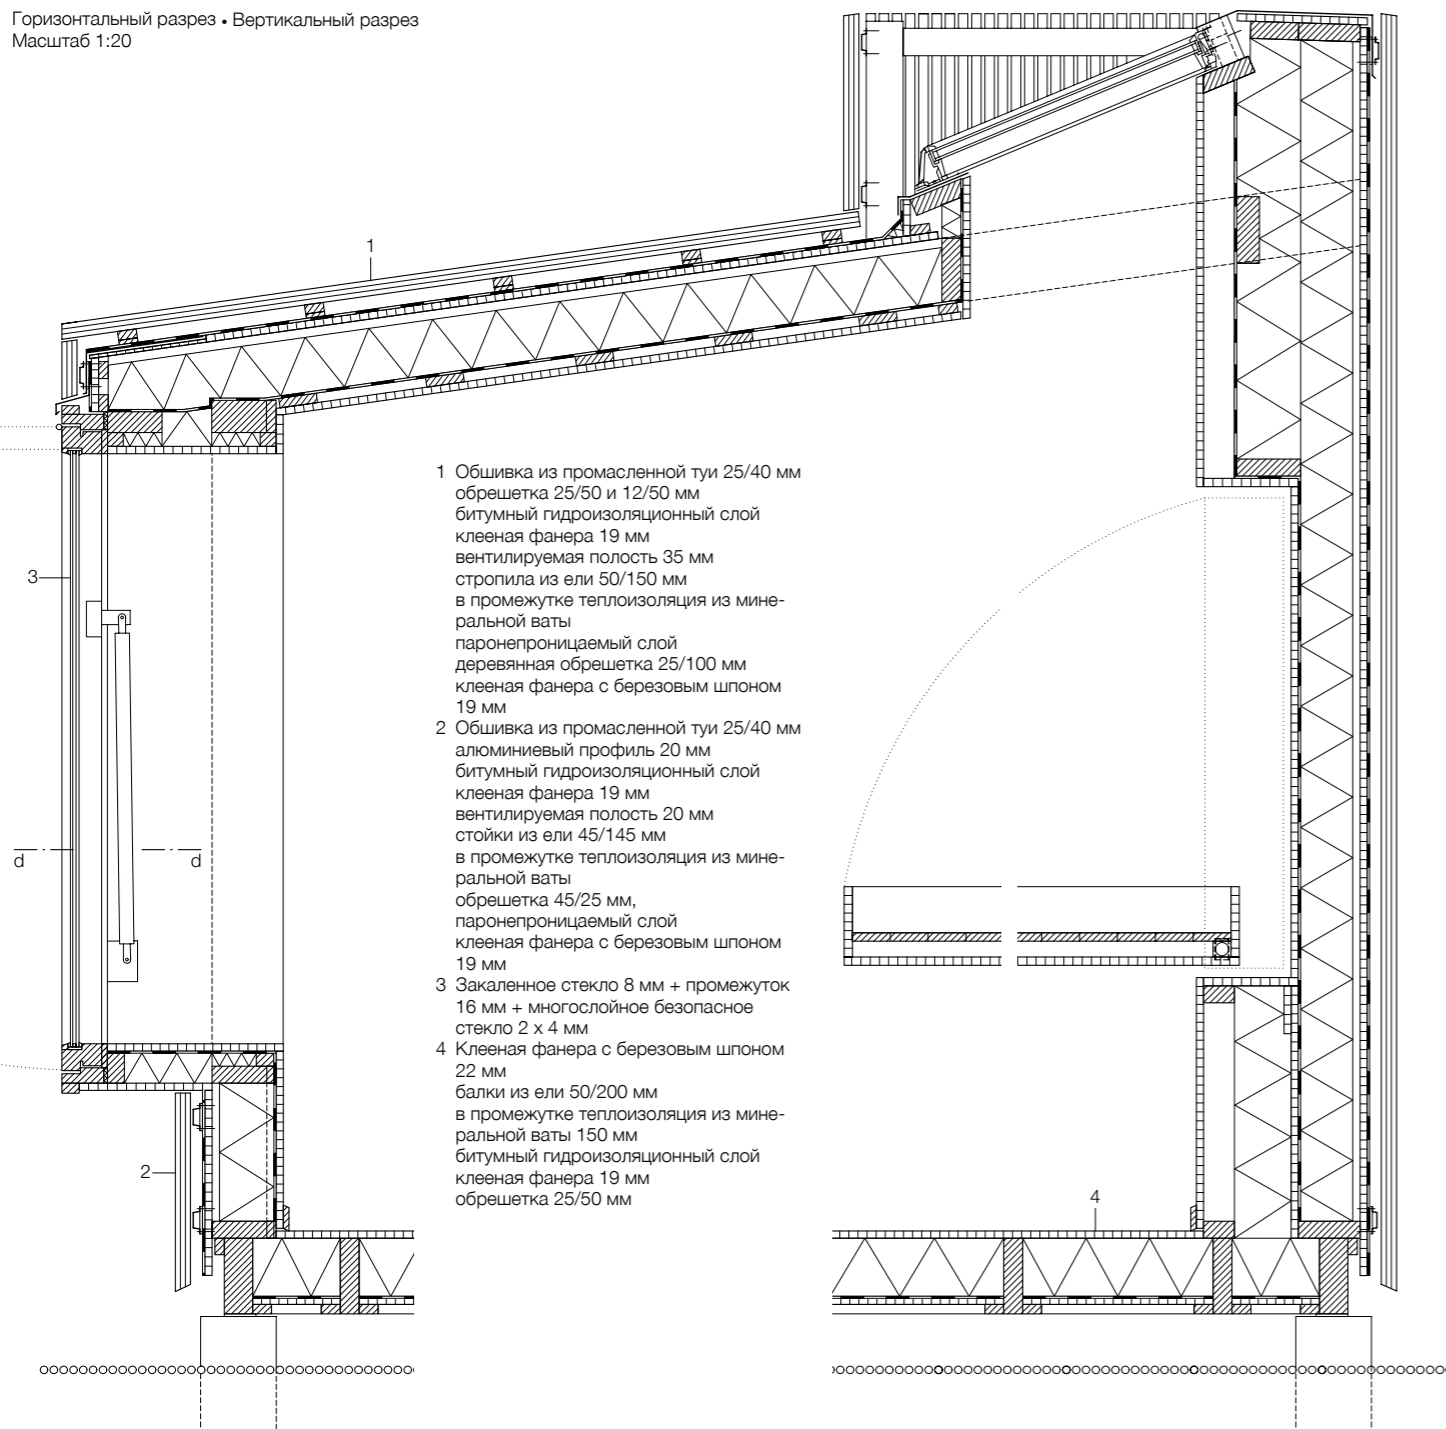 Горизонтальный разрез • Вертикальный разрез
Масштаб 1:20
1
3
d
d
2
4
1 Обшивка из промасленной туи 25/40 мм
обрешетка 25/50 и 12/50 мм
битумный гидроизоляционный слой
клееная фанера 19 мм
вентилируемая полость 35 мм
стропила из ели 50/150 мм
в промежутке теплоизоляция из мине-
ральной ваты
паронепроницаемый слой
деревянная обрешетка 25/100 мм
клееная фанера с березовым шпоном
19 мм
2 Обшивка из промасленной туи 25/40 мм
алюминиевый профиль 20 мм
битумный гидроизоляционный слой
клееная фанера 19 мм
вентилируемая полость 20 мм
стойки из ели 45/145 мм
в промежутке теплоизоляция из мине-
ральной ваты
обрешетка 45/25 мм,
паронепроницаемый слой
клееная фанера с березовым шпоном
19 мм
3 Закаленное стекло 8 мм + промежуток
16 мм + многослойное безопасное
стекло 2 x 4 мм
4 Клееная фанера с березовым шпоном
22 мм
балки из ели 50/200 мм
в промежутке теплоизоляция из мине-
ральной ваты 150 мм
битумный гидроизоляционный слой
клееная фанера 19 мм
обрешетка 25/50 мм